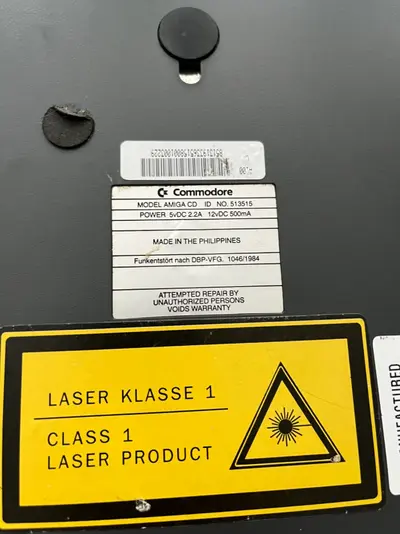 Commodore
MODEL AMIGA CD ID NO. 513515
POWER 5vDC 2.2A 12vDC 500mA
MADE IN THE PHILIPPINES
Funkentstört nach DBP-VFG. 1046/1984
ATTEMPTED REPAIR BY
UNAUTHORIZED PERSONS
VOIDS WARRANTY
LASER KLASSE 1
CLASS 1
LASER PRODUCT